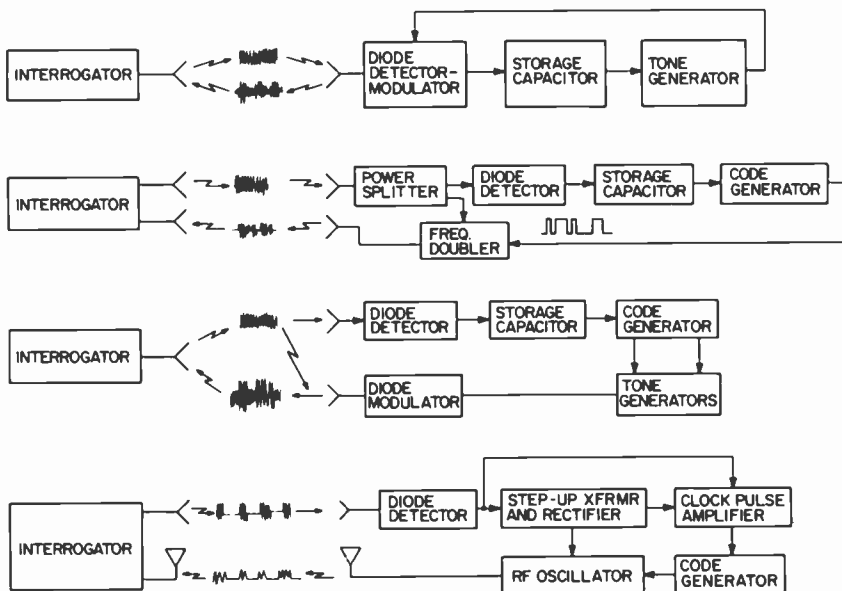 INTERROGATOR
DIODE
DETECTOR-
MODULATOR
STORAGE
CAPACITOR
TONE
GENERATOR
INTERROGATOR
POWER
SPLITTER
DIODE
DETECTOR
STORAGE
CAPACITOR
CODE
GENERATOR
FREQ.
DOUBLER
INTERROGATOR
DIODE
DETECTOR
STORAGE
CAPACITOR
CODE
GENERATOR
DIODE
MODULATOR
TONE
GENERATORS
INTERROGATOR
DIODE
DETECTOR
STEP-UP XFRMR
AND RECTIFIER
CLOCK PULSE
AMPLIFIER
RF OSCILLATOR
CODE
GENERATOR